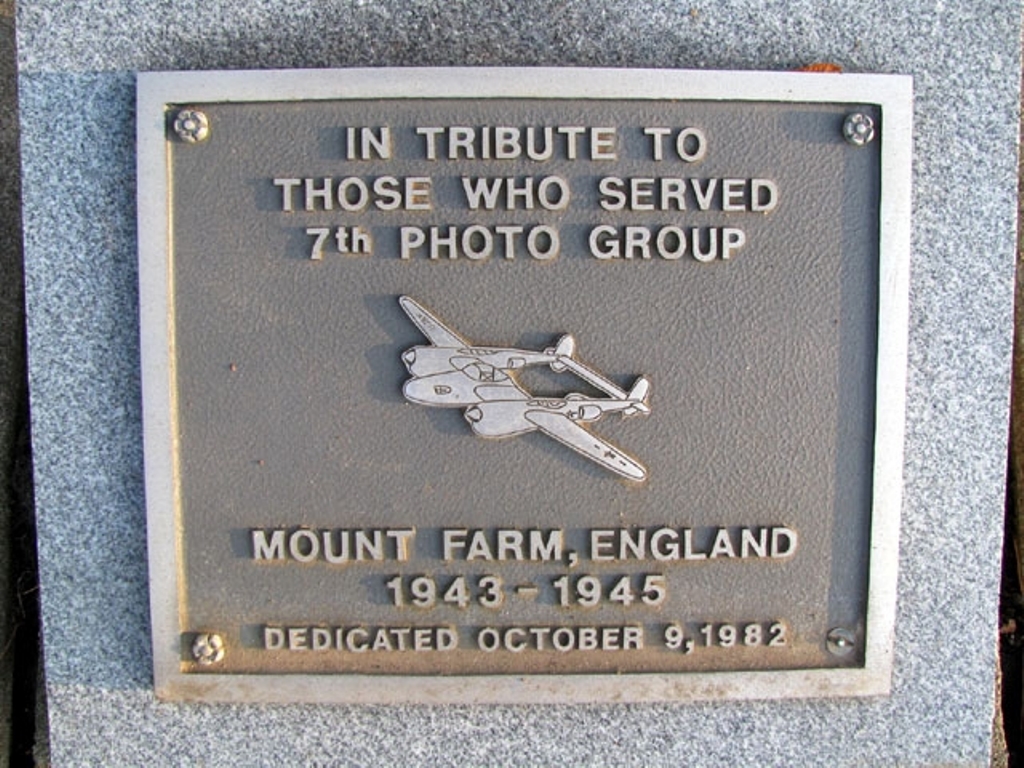 IN TRIBUTE TO
THOSE WHO SERVED
7th PHOTO GROUP
MOUNT FARM, ENGLAND
1943 - 1945
DEDICATED OCTOBER 9, 1982